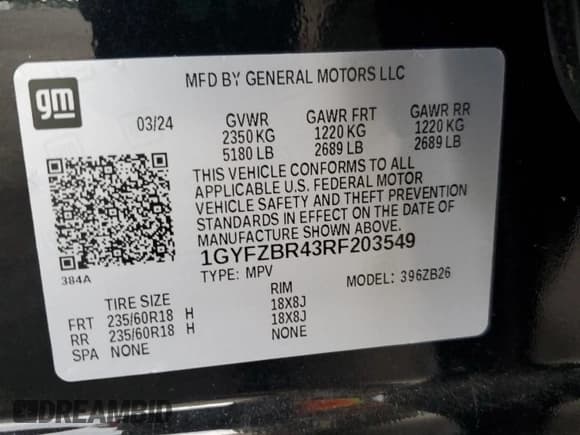 gm
MFD BY GENERAL MOTORS LLC
03/24 GVWR GAWR FRT GAWR RR
2350 KG 1220 KG 1220 KG
5180 LB 2689 LB 2689 LB
THIS VEHICLE CONFORMS TO ALL
APPLICABLE U.S. FEDERAL MOTOR
VEHICLE SAFETY AND THEFT PREVENTION
STANDARDS IN EFFECT ON THE DATE OF
MANUFACTURE SHOWN ABOVE.
1GYFZBR43RF203549
384A TYPE: MPV MODEL: 396ZB26
TIRE SIZE RIM
FRT 235/60R18 H 18X8J
RR 235/60R18 H 18X8J
SPA NONE NONE
DREAMBID